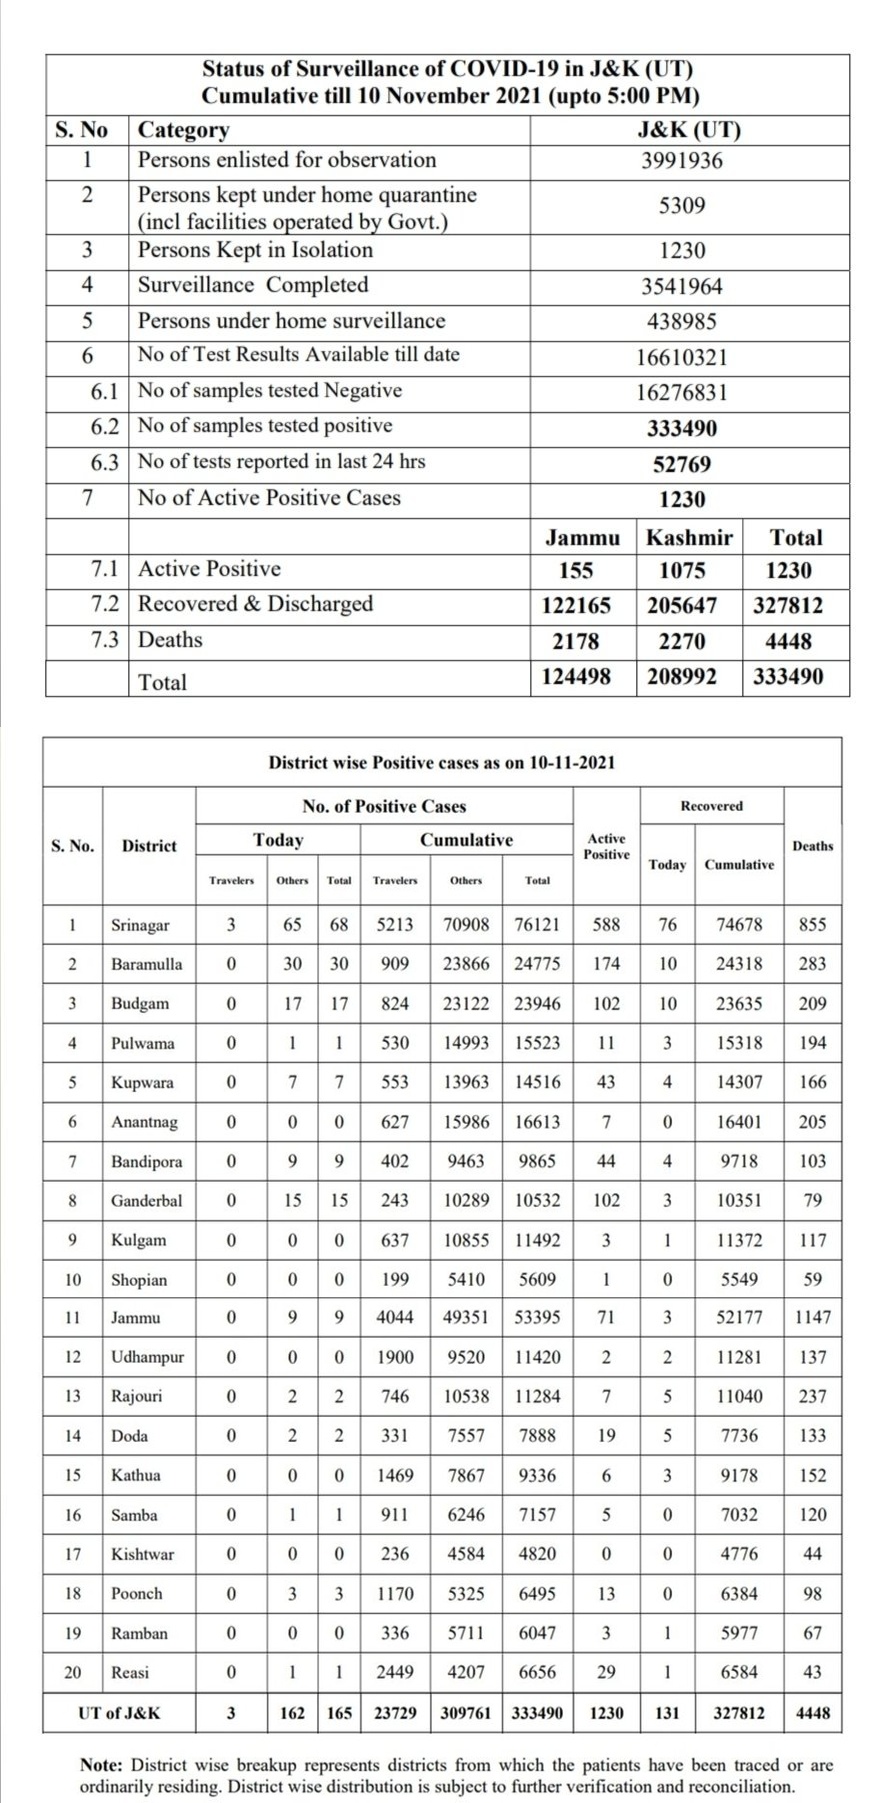 Status of Surveillance of COVID-19 in J&K (UT)
Cumulative till 10 November 2021 (upto 5:00 PM)
S. No Category J&K (UT)
1 Persons enlisted for observation 3991936
2 Persons kept under home quarantine
(incl facilities operated by Govt.) 5309
3 Persons Kept in Isolation 1230
4 Surveillance Completed 3541964
5 Persons under home surveillance 438985
6 No of Test Results Available till date 16610321
6.1 No of samples tested Negative 16276831
6.2 No of samples tested positive 333490
6.3 No of tests reported in last 24 hrs 52769
7 No of Active Positive Cases 1230
Jammu Kashmir Total
7.1 Active Positive 155 1075 1230
7.2 Recovered & Discharged 122165 205647 327812
7.3 Deaths 2178 2270 4448
Total 124498 208992 333490
District wise Positive cases as on 10-11-2021
S. No. District No. of Positive Cases Active Positive Recovered Deaths
Today Cumulative Today Cumulative
Travelers Others Total Travelers Others Total
1 Srinagar 3 65 68 5213 70908 76121 588 76 74678 855
2 Baramulla 0 30 30 909 23866 24775 174 10 24318 283
3 Budgam 0 17 17 824 23122 23946 102 10 23635 209
4 Pulwama 0 1 1 530 14993 15523 11 3 15318 194
5 Kupwara 0 7 7 553 13963 14516 43 4 14307 166
6 Anantnag 0 0 0 627 15986 16613 7 0 16401 205
7 Bandipora 0 9 9 402 9463 9865 44 4 9718 103
8 Ganderbal 0 15 15 243 10289 10532 102 3 10351 79
9 Kulgam 0 0 0 637 10855 11492 3 1 11372 117
10 Shopian 0 0 0 199 5410 5609 1 0 5549 59
11 Jammu 0 9 9 4044 49351 53395 71 3 52177 1147
12 Udhampur 0 0 0 1900 9520 11420 2 2 11281 137
13 Rajouri 0 2 2 746 10538 11284 7 5 11040 237
14 Doda 0 2 2 331 7557 7888 19 5 7736 133
15 Kathua 0 0 0 1469 7867 9336 6 3 9178 152
16 Samba 0 1 1 911 6246 7157 5 0 7032 120
17 Kishtwar 0 0 0 236 4584 4820 0 0 4776 44
18 Poonch 0 3 3 1170 5325 6495 13 0 6384 98
19 Ramban 0 0 0 336 5711 6047 3 1 5977 67
20 Reasi 0 1 1 2449 4207 6656 29 1 6584 43
UT of J&K 3 162 165 23729 309761 333490 1230 131 327812 4448
Note: District wise breakup represents districts from which the patients have been traced or are
ordinarily residing. District wise distribution is subject to further verification and reconciliation.